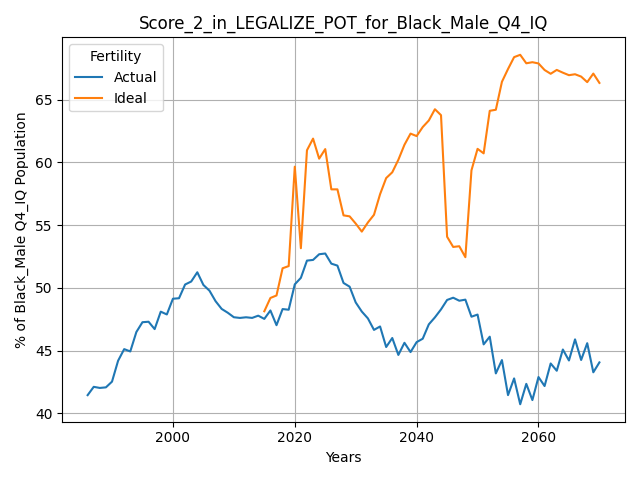 Score_2_in_LEGALIZE_POT_for_Black_Male_Q4_IQ
Fertility
Actual
Ideal
% of Black_Male Q4_IQ Population
65
60
55
50
45
40
2000
2020
2040
2060
Years